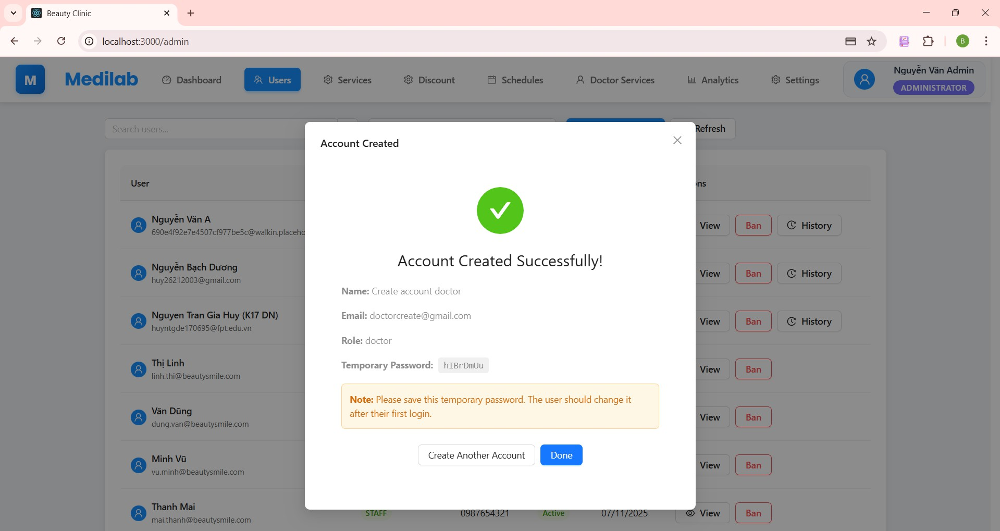 Beauty Clinic
localhost:3000/admin
B
M
Medilab
Dashboard
Users
Services
Discount
Schedules
Doctor Services
Analytics
Settings
Nguyễn Văn Admin
ADMINISTRATOR
Search users...
Refresh
Account Created
User
Nguyễn Văn A
690e4f92e7e4507cf977be5c@walkin.placeho
View Ban History
Nguyễn Bạch Dương
huy26212003@gmail.com
View Ban History
Nguyen Tran Gia Huy (K17 DN)
huyntgde170695@fpt.edu.vn
View Ban History
Thị Linh
linh.thi@beautysmile.com
View Ban
Văn Dũng
dung.van@beautysmile.com
View Ban
Minh Vũ
vu.minh@beautysmile.com
View Ban
Thanh Mai
mai.thanh@beautysmile.com
STAFF 0987654321 Active 07/11/2025 View Ban
Account Created Successfully!
Name: Create account doctor
Email: doctorcreate@gmail.com
Role: doctor
Temporary Password: hIBrDmUu
Note: Please save this temporary password. The user should change it
after their first login.
Create Another Account
Done